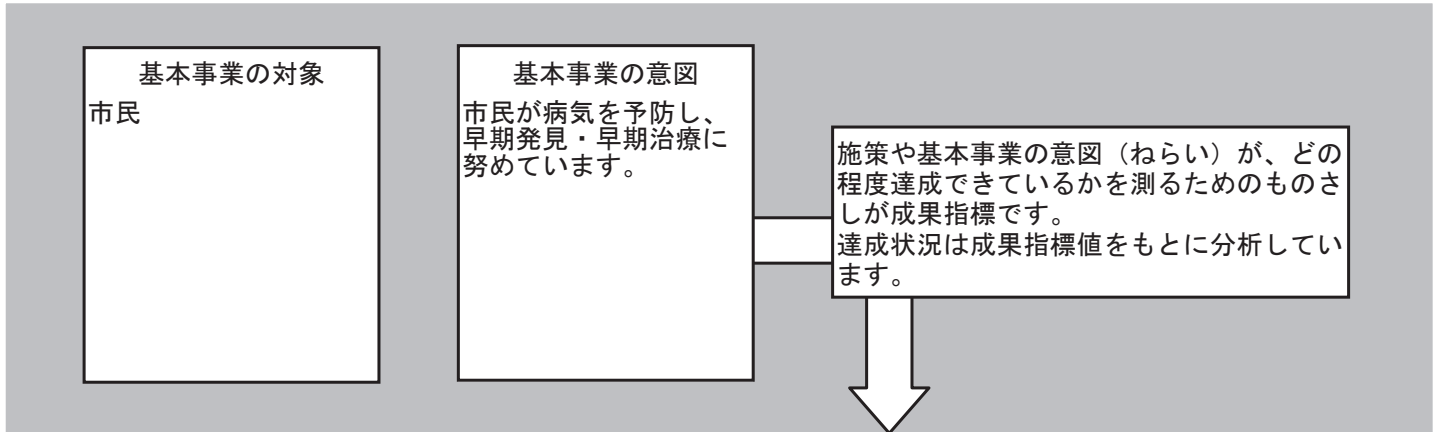 基本事業の対象
市民
基本事業の意図
市民が病気を予防し、
早期発見・早期治療に
努めています。
施策や基本事業の意図（ねらい）が、どの
程度達成できているかを測るためのものさ
しが成果指標です。
達成状況は成果指標値をもとに分析してい
ます。